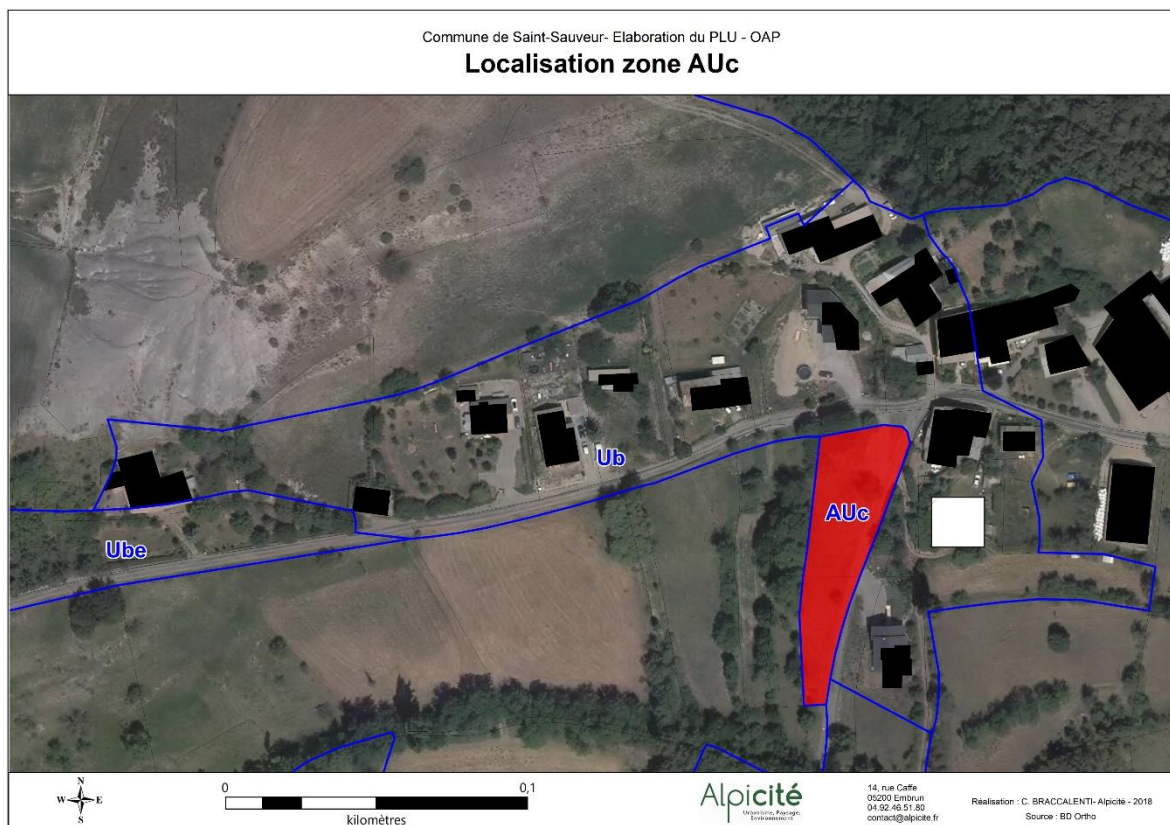 Commune de Saint-Sauveur- Elaboration du PLU - OAP
Localisation zone AUc
Ub
AUc
Ube
N
W E
S
0 0,1
kilomètres
Alpicité
Urbanisme, Paysage,
Environnement
14, rue Caffe
05200 Embrun
04.92.46.51.80
contact@alpicite.fr
Réalisation : C. BRACCALENTI- Alpicité - 2018
Source : BD Ortho